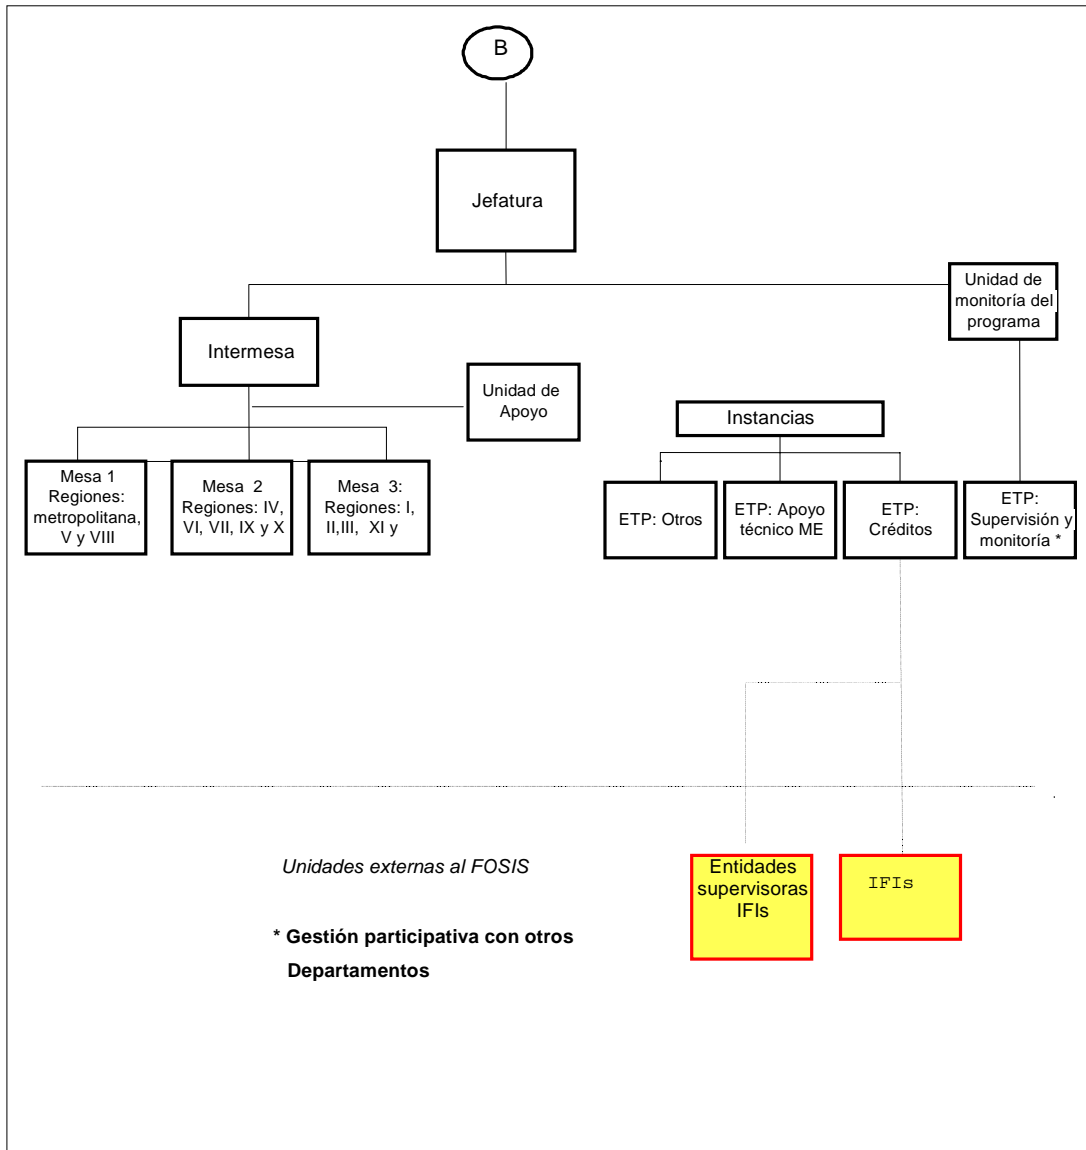 B
Jefatura
Unidad de
monitoría del
programa
Intermesa
Unidad de
Apoyo
Instancias
Mesa 1
Regiones:
metropolitana,
V y VIII
Mesa 2
Regiones: IV,
VI, VII, IX y X
Mesa 3:
Regiones: I,
II,III, XI y
ETP: Otros
ETP: Apoyo
técnico ME
ETP:
Créditos
ETP:
Supervisión y
monitoría *
Unidades externas al FOSIS
Entidades
supervisoras
IFIs
IFIs
* Gestión participativa con otros
Departamentos